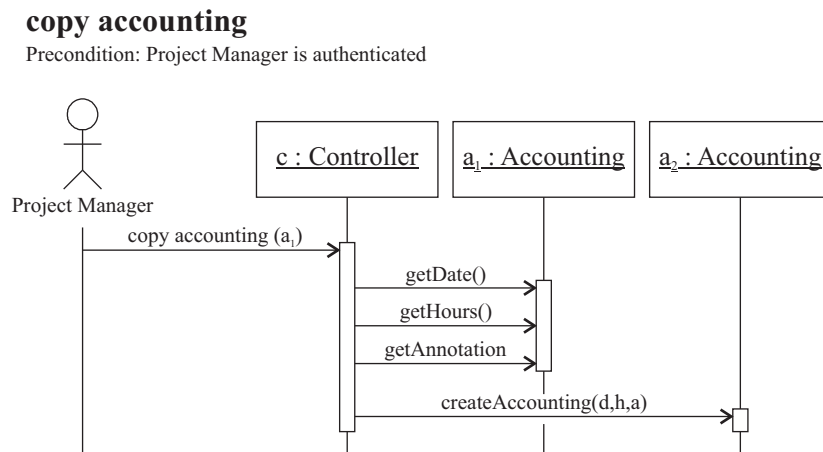 copy accounting
Precondition: Project Manager is authenticated
c : Controller
a₁ : Accounting
a₂ : Accounting
Project Manager
copy accounting (a₁)
getDate()
getHours()
getAnnotation
createAccounting(d,h,a)